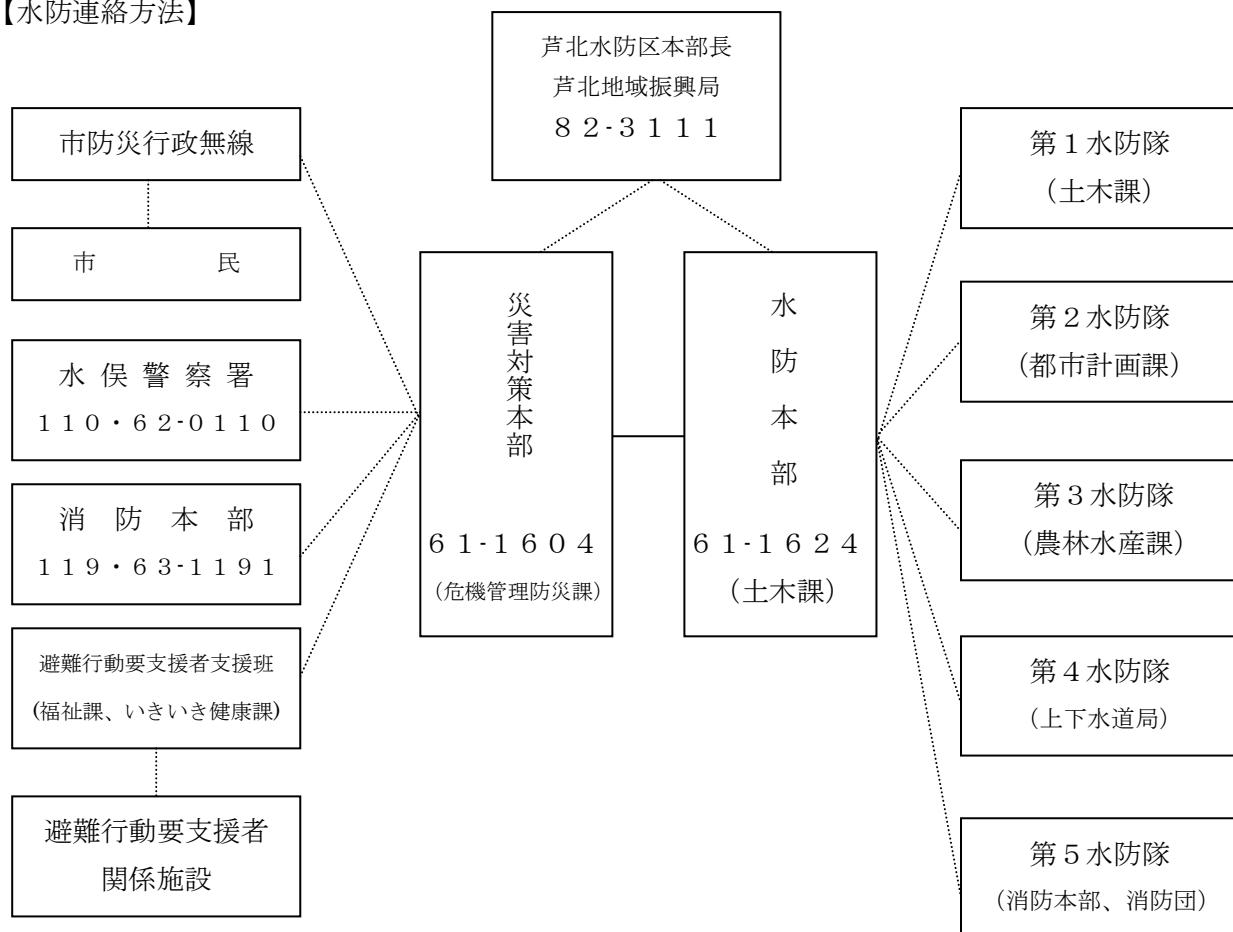 【水防連絡方法】
芦北水防区本部長
芦北地域振興局
８２-３１１１
市防災行政無線
市　　　　　民
水 俣 警 察 署
１１０・６２-０１１０
消　防　本　部
１１９・６３-１１９１
避難行動要支援者支援班
(福祉課、いきいき健康課)
避難行動要支援者
関係施設
災害対策本部
６１-１６０４
（危機管理防災課）
水防本部
６１-１６２４
（土木課）
第１水防隊
（土木課）
第２水防隊
（都市計画課）
第３水防隊
（農林水産課）
第４水防隊
（上下水道局）
第５水防隊
（消防本部、消防団）